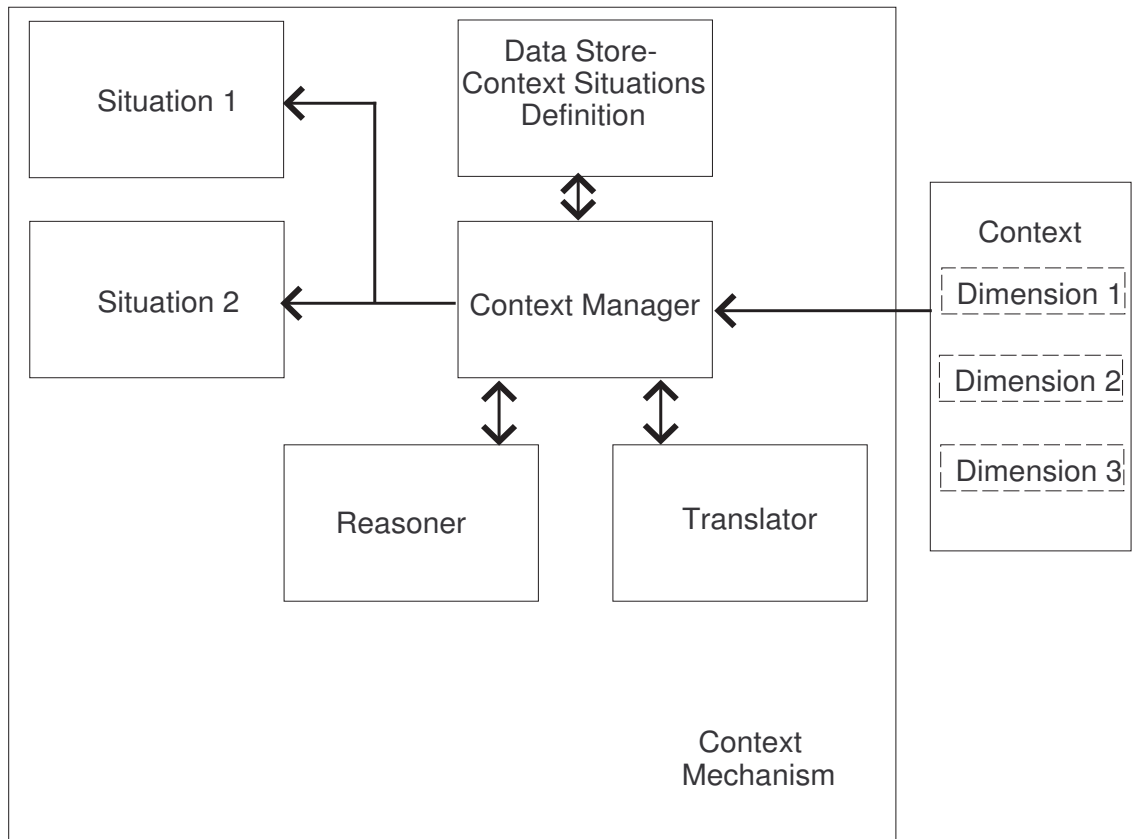 Situation 1
Data Store-
Context Situations
Definition
Situation 2
Context Manager
Context
Dimension 1
Dimension 2
Dimension 3
Reasoner
Translator
Context
Mechanism